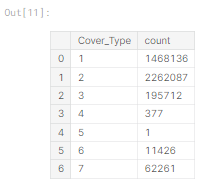 Out[11]:
Cover_Type count
0 1 1468136
1 2 2262087
2 3 195712
3 4 377
4 5 1
5 6 11426
6 7 62261